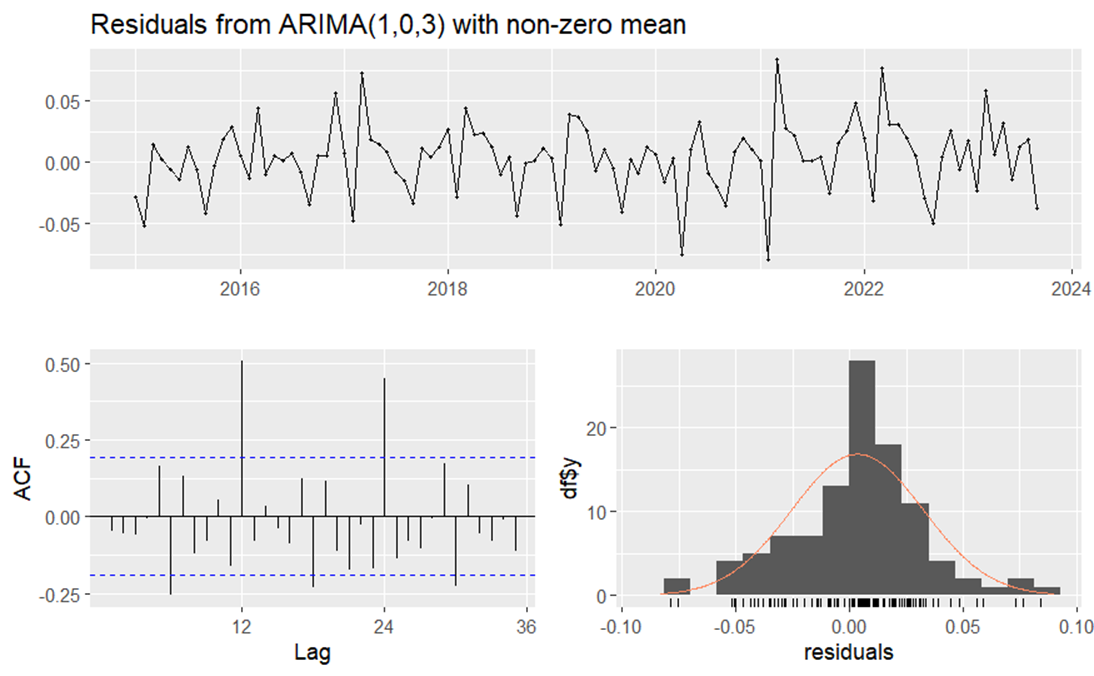 Residuals from ARIMA(1,0,3) with non-zero mean
0.05
0.00
-0.05
2016 2018 2020 2022 2024
ACF
0.50
0.25
0.00
-0.25
12 24 36
Lag
df$y
20
10
0
-0.10 -0.05 0.00 0.05 0.10
residuals